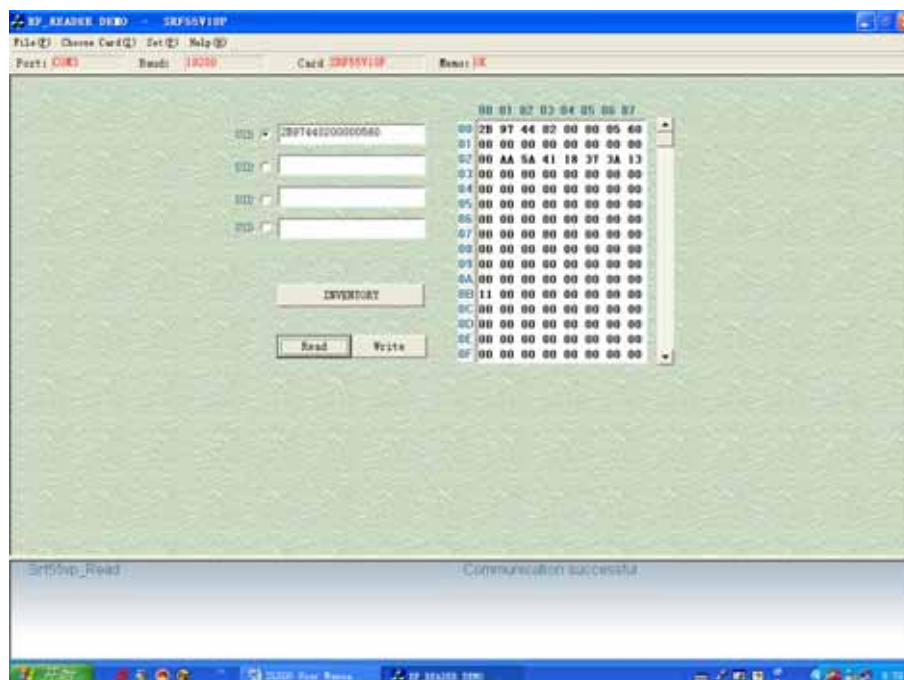 RF_READER DEMO - SRF55V10P
File(F) Choose Card(C) Set(S) Help(H)
Port: COM3 Baud: 19200 Card SRF55V10P Memo: OK
00 01 02 03 04 05 06 07
UID 2B97440200000560
00 2B 97 44 02 00 00 05 60
01 00 00 00 00 00 00 00 00
UID
02 00 AA 5A 41 18 37 3A 13
03 00 00 00 00 00 00 00 00
04 00 00 00 00 00 00 00 00
UID
05 00 00 00 00 00 00 00 00
06 00 00 00 00 00 00 00 00
UID
07 00 00 00 00 00 00 00 00
08 00 00 00 00 00 00 00 00
09 00 00 00 00 00 00 00 00
0A 00 00 00 00 00 00 00 00
INVENTORY
0B 11 00 00 00 00 00 00 00
0C 00 00 00 00 00 00 00 00
0D 00 00 00 00 00 00 00 00
Read Write
0E 00 00 00 00 00 00 00 00
0F 00 00 00 00 00 00 00 00
Srf55vp_Read Communication successful
RF READER DEMO